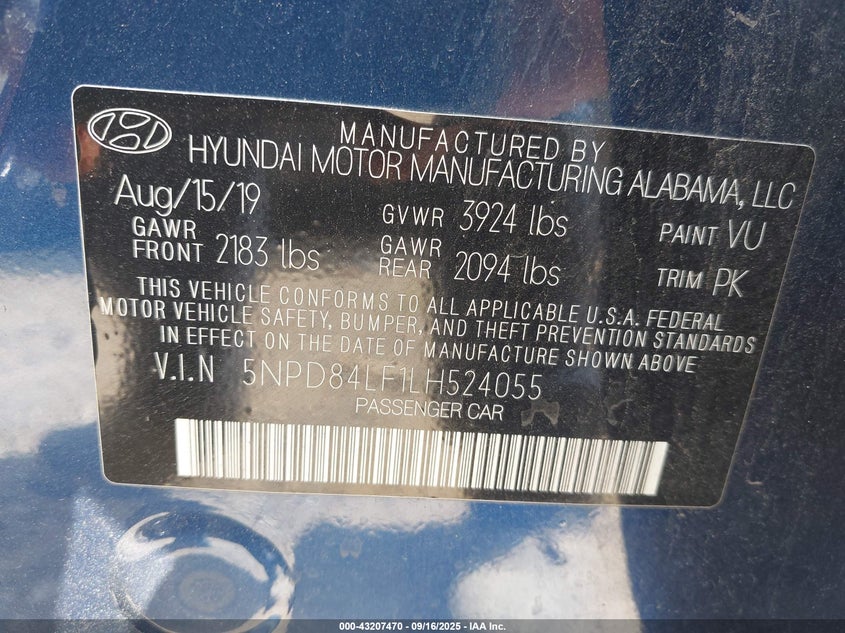 MANUFACTURED BY
HYUNDAI MOTOR MANUFACTURING ALABAMA, LLC
Aug/15/19 GVWR 3924 lbs PAINT VU
GAWR FRONT 2183 lbs GAWR REAR 2094 lbs TRIM PK
THIS VEHICLE CONFORMS TO ALL APPLICABLE U.S.A. FEDERAL
MOTOR VEHICLE SAFETY, BUMPER, AND THEFT PREVENTION STANDARDS
IN EFFECT ON THE DATE OF MANUFACTURE SHOWN ABOVE
V.I.N 5NPD84LF1LH524055
PASSENGER CAR
000-43207470 - 09/16/2025 - IAA Inc.